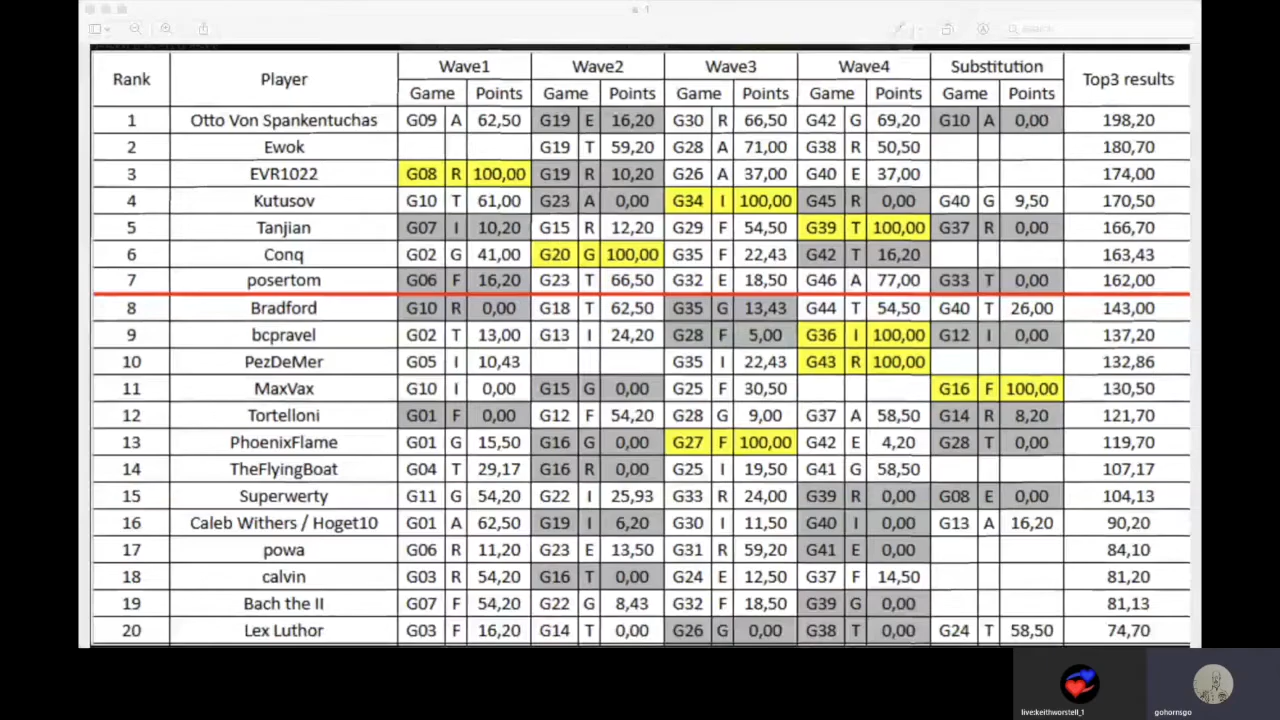 1
Search
Wave1 Wave2 Wave3 Wave4 Substitution
Rank Player Top3 results
Game Points Game Points Game Points Game Points Game Points
1 Otto Von Spankentuchas G09 A 62,50 G19 E 16,20 G30 R 66,50 G42 G 69,20 G10 A 0,00 198,20
2 Ewok G19 T 59,20 G28 A 71,00 G38 R 50,50 180,70
3 EVR1022 G08 R 100,00 G19 R 10,20 G26 A 37,00 G40 E 37,00 174,00
4 Kutusov G10 T 61,00 G23 A 0,00 G34 I 100,00 G45 R 0,00 G40 G 9,50 170,50
5 Tanjian G07 I 10,20 G15 R 12,20 G29 F 54,50 G39 T 100,00 G37 R 0,00 166,70
6 Conq G02 G 41,00 G20 G 100,00 G35 F 22,43 G42 T 16,20 163,43
7 posertom G06 F 16,20 G23 T 66,50 G32 E 18,50 G46 A 77,00 G33 T 0,00 162,00
8 Bradford G10 R 0,00 G18 T 62,50 G35 G 13,43 G44 T 54,50 G40 T 26,00 143,00
9 bcpravel G02 T 13,00 G13 I 24,20 G28 F 5,00 G36 I 100,00 G12 I 0,00 137,20
10 PezDeMer G05 I 10,43 G35 I 22,43 G43 R 100,00 132,86
11 MaxVax G10 I 0,00 G15 G 0,00 G25 F 30,50 G16 F 100,00 130,50
12 Tortelloni G01 F 0,00 G12 F 54,20 G28 G 9,00 G37 A 58,50 G14 R 8,20 121,70
13 PhoenixFlame G01 G 15,50 G16 G 0,00 G27 F 100,00 G42 E 4,20 G28 T 0,00 119,70
14 TheFlyingBoat G04 T 29,17 G16 R 0,00 G25 I 19,50 G41 G 58,50 107,17
15 Superwerty G11 G 54,20 G22 I 25,93 G33 R 24,00 G39 R 0,00 G08 E 0,00 104,13
16 Caleb Withers / Hoget10 G01 A 62,50 G19 I 6,20 G30 I 11,50 G40 I 0,00 G13 A 16,20 90,20
17 powa G06 R 11,20 G23 E 13,50 G31 R 59,20 G41 E 0,00 84,10
18 calvin G03 R 54,20 G16 T 0,00 G24 E 12,50 G37 F 14,50 81,20
19 Bach the II G07 F 54,20 G22 G 8,43 G32 F 18,50 G39 G 0,00 81,13
20 Lex Luthor G03 F 16,20 G14 T 0,00 G26 G 0,00 G38 T 0,00 G24 T 58,50 74,70
live:keithworstell_1 gohornsgo